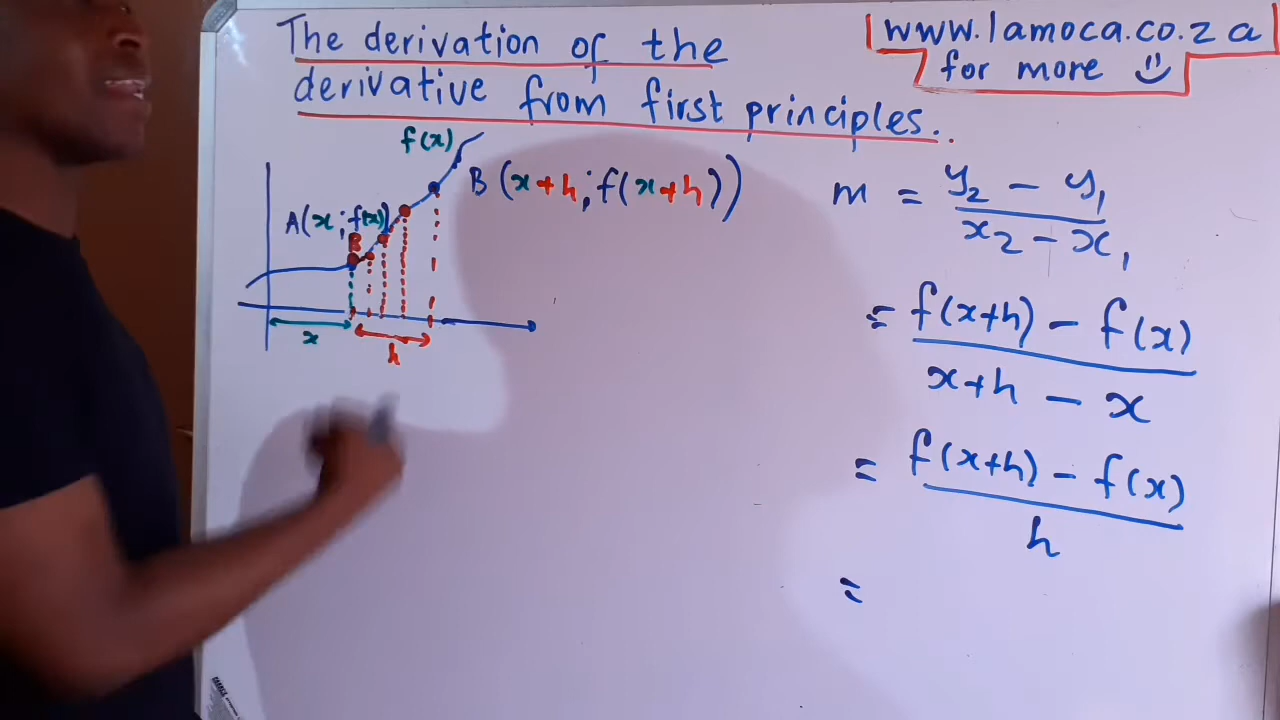 The derivation of the
derivative from first principles.
www.lamoca.co.za
for more
f(x)
B(x+h;f(x+h))
A(x;f(x))
B
x
h
m = y₂ - y₁
x₂ - x₁
= f(x+h) - f(x)
x+h - x
= f(x+h) - f(x)
h
=